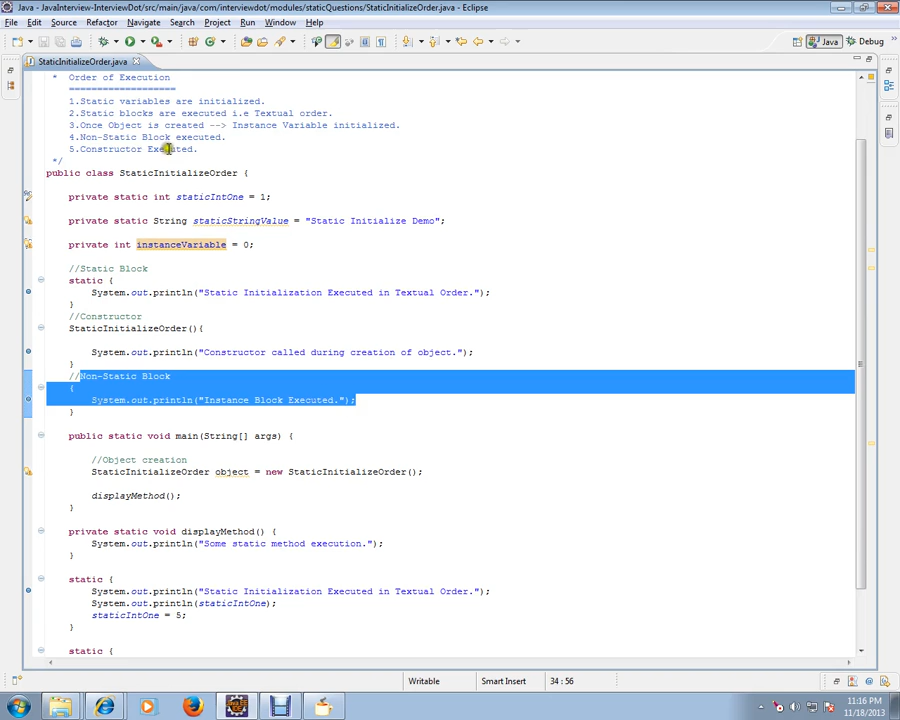 Java - JavaInterview-InterviewDot/src/main/java/com/interviewdot/modules/staticQuestions/StaticInitializeOrder.java - Eclipse
File Edit Source Refactor Navigate Search Project Run Window Help
Java Debug
StaticInitializeOrder.java
* Order of Execution
===================
1.Static variables are initialized.
2.Static blocks are executed i.e Textual order.
3.Once Object is created --> Instance Variable initialized.
4.Non-Static Block executed.
5.Constructor Executed.
*/
public class StaticInitializeOrder {
private static int staticIntOne = 1;
private static String staticStringValue = "Static Initialize Demo";
private int instanceVariable = 0;
//Static Block
static {
System.out.println("Static Initialization Executed in Textual Order.");
}
//Constructor
StaticInitializeOrder(){
System.out.println("Constructor called during creation of object.");
}
//Non-Static Block
{
System.out.println("Instance Block Executed.");
}
public static void main(String[] args) {
//Object creation
StaticInitializeOrder object = new StaticInitializeOrder();
displayMethod();
}
private static void displayMethod() {
System.out.println("Some static method execution.");
}
static {
System.out.println("Static Initialization Executed in Textual Order.");
System.out.println(staticIntOne);
staticIntOne = 5;
}
static {
Writable Smart Insert 34 : 56
11:16 PM
11/18/2013